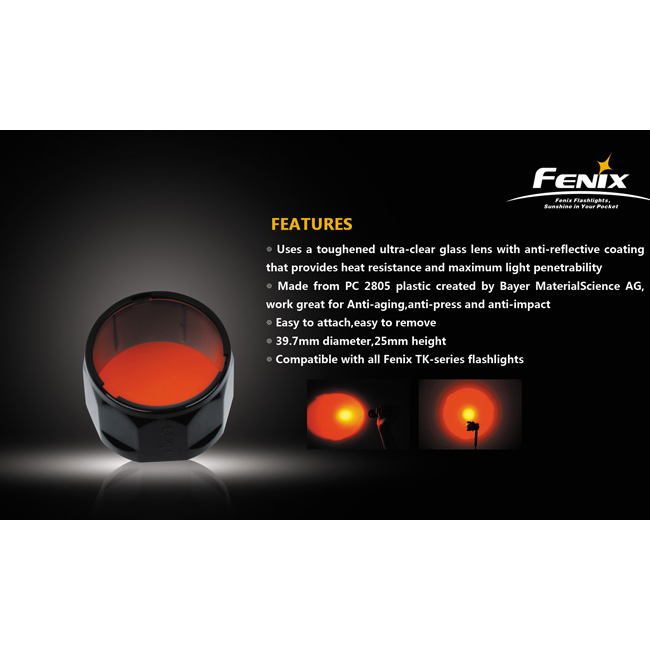 FENIX
Fenix Flashlights,
Sunshine in Your Pocket
FEATURES
Uses a toughened ultra-clear glass lens with anti-reflective coating
that provides heat resistance and maximum light penetrability
Made from PC 2805 plastic created by Bayer MaterialScience AG,
work great for Anti-aging,anti-press and anti-impact
Easy to attach,easy to remove
39.7mm diameter,25mm height
Compatible with all Fenix TK-series flashlights